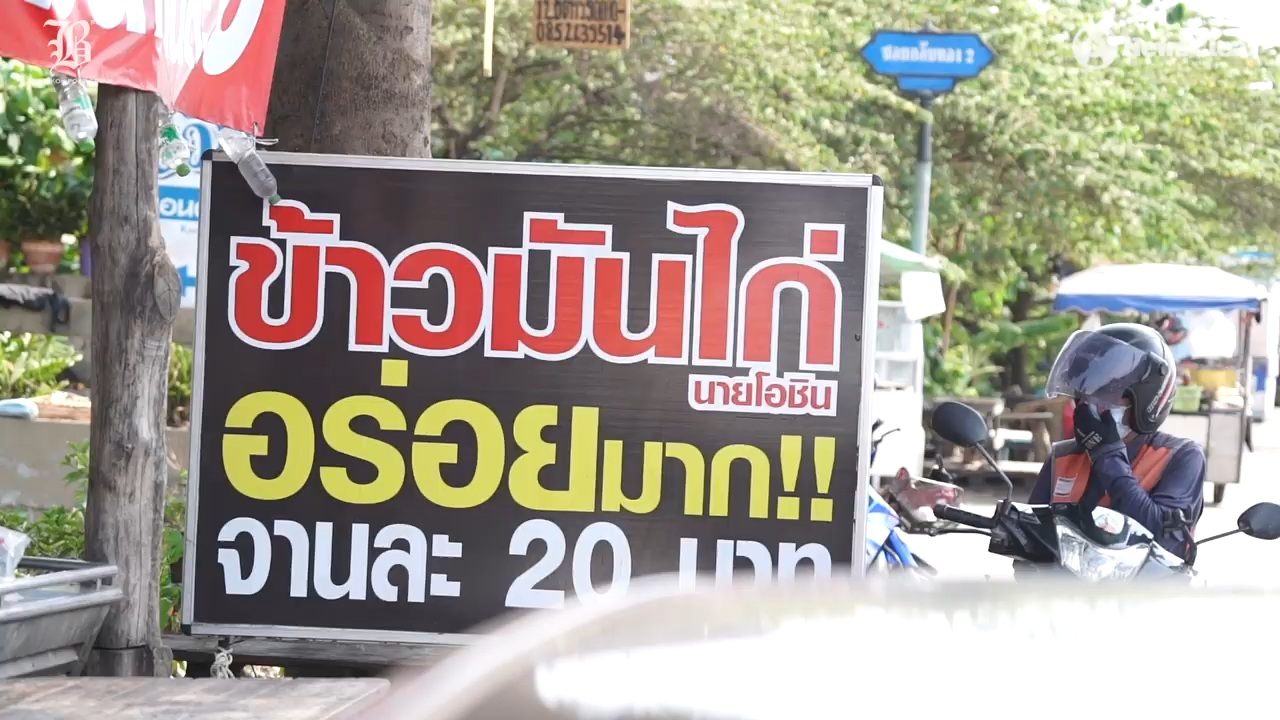 0852235514
ข้าวมันไก่
นายโอชิน
อร่อยมาก!!
จานละ 20 บาท